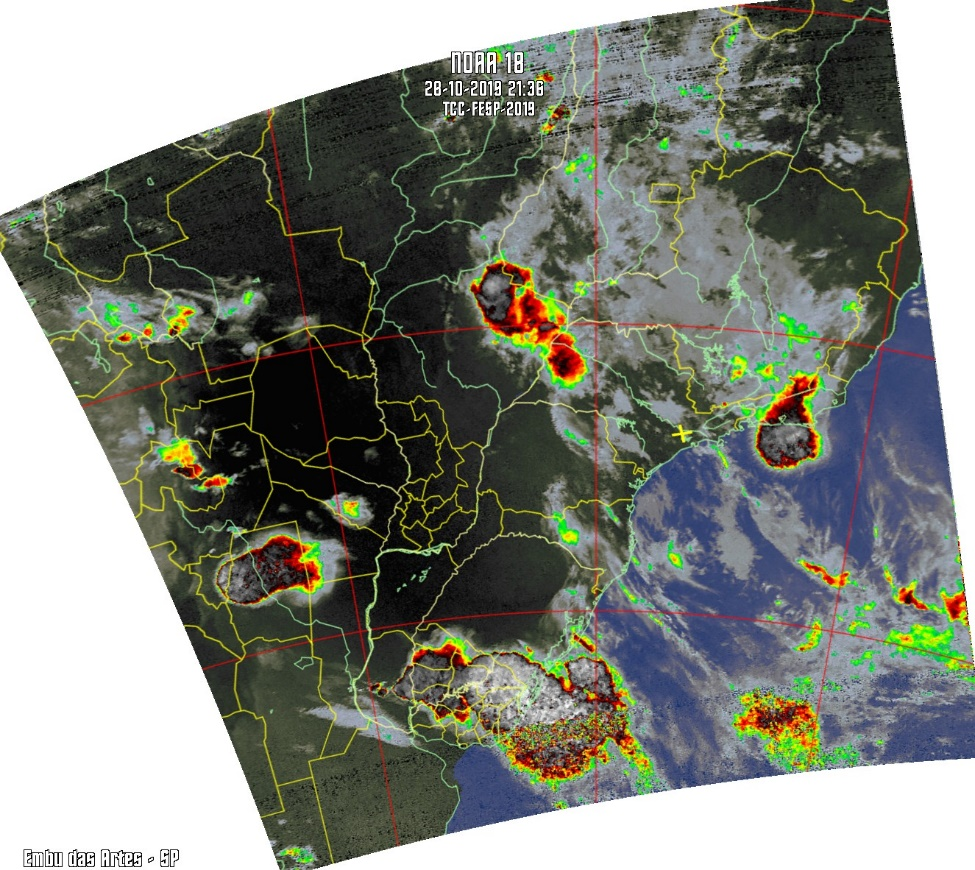 NOAA 18
28-10-2019 21:36
TCC-FESP-2019
Embu das Artes - SP